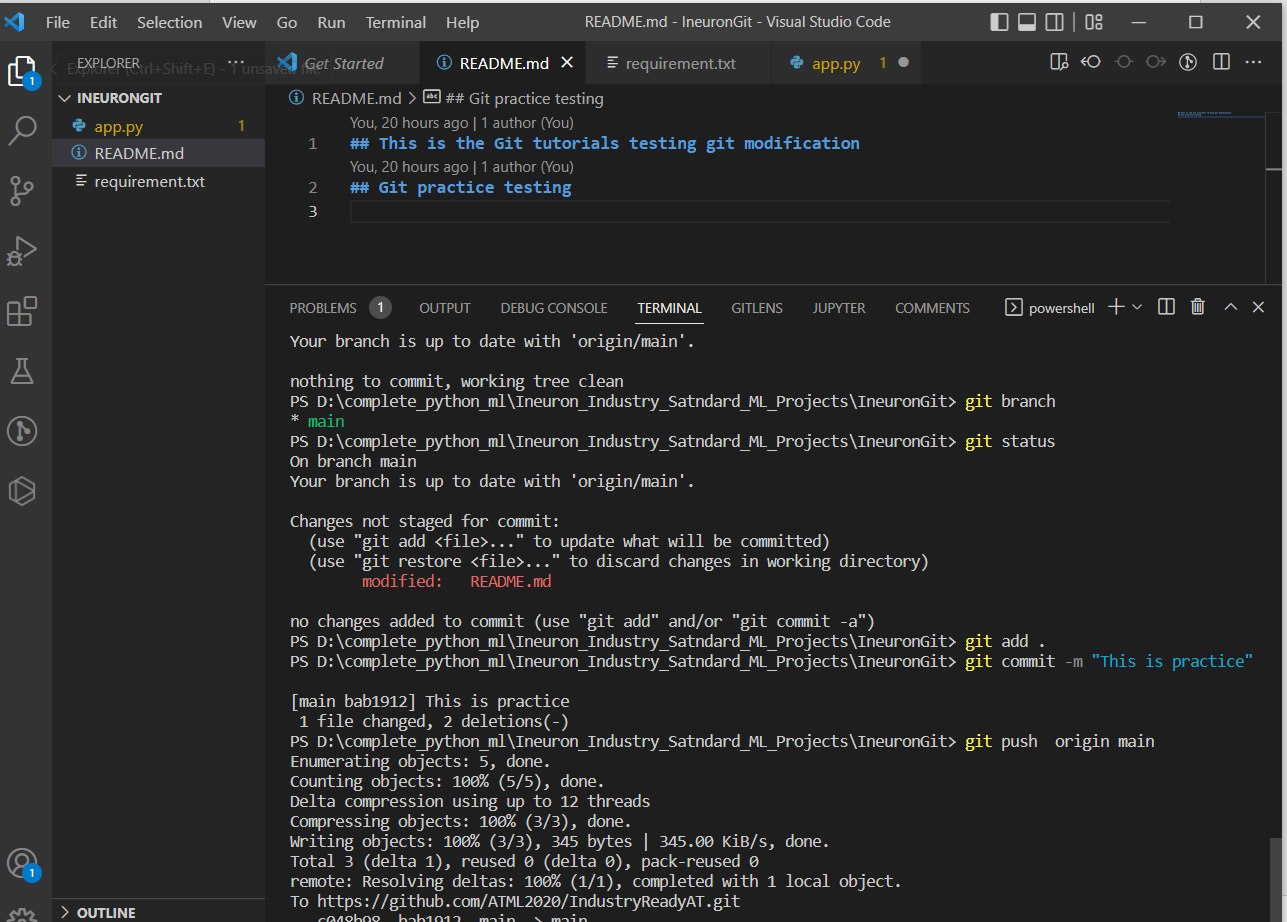 File Edit Selection View Go Run Terminal Help README.md - IneuronGit - Visual Studio Code
EXPLORER ...
Explorer (Ctrl+Shift+E) - 1 unsaved file
Get Started README.md requirement.txt app.py 1
1
INEURONGIT
app.py 1
README.md
requirement.txt
README.md > ## Git practice testing
You, 20 hours ago | 1 author (You)
1 ## This is the Git tutorials testing git modification
You, 20 hours ago | 1 author (You)
2 ## Git practice testing
3
PROBLEMS 1 OUTPUT DEBUG CONSOLE TERMINAL GITLENS JUPYTER COMMENTS powershell
Your branch is up to date with 'origin/main'.
nothing to commit, working tree clean
PS D:\complete_python_ml\Ineuron_Industry_Satndard_ML_Projects\IneuronGit> git branch
* main
PS D:\complete_python_ml\Ineuron_Industry_Satndard_ML_Projects\IneuronGit> git status
On branch main
Your branch is up to date with 'origin/main'.
Changes not staged for commit:
(use "git add <file>..." to update what will be committed)
(use "git restore <file>..." to discard changes in working directory)
modified: README.md
no changes added to commit (use "git add" and/or "git commit -a")
PS D:\complete_python_ml\Ineuron_Industry_Satndard_ML_Projects\IneuronGit> git add .
PS D:\complete_python_ml\Ineuron_Industry_Satndard_ML_Projects\IneuronGit> git commit -m "This is practice"
[main bab1912] This is practice
1 file changed, 2 deletions(-)
PS D:\complete_python_ml\Ineuron_Industry_Satndard_ML_Projects\IneuronGit> git push  origin main
Enumerating objects: 5, done.
Counting objects: 100% (5/5), done.
Delta compression using up to 12 threads
Compressing objects: 100% (3/3), done.
Writing objects: 100% (3/3), 345 bytes | 345.00 KiB/s, done.
Total 3 (delta 1), reused 0 (delta 0), pack-reused 0
remote: Resolving deltas: 100% (1/1), completed with 1 local object.
To https://github.com/ATML2020/IndustryReadyAT.git
1
OUTLINE
c048b98..bab1912 main -> main